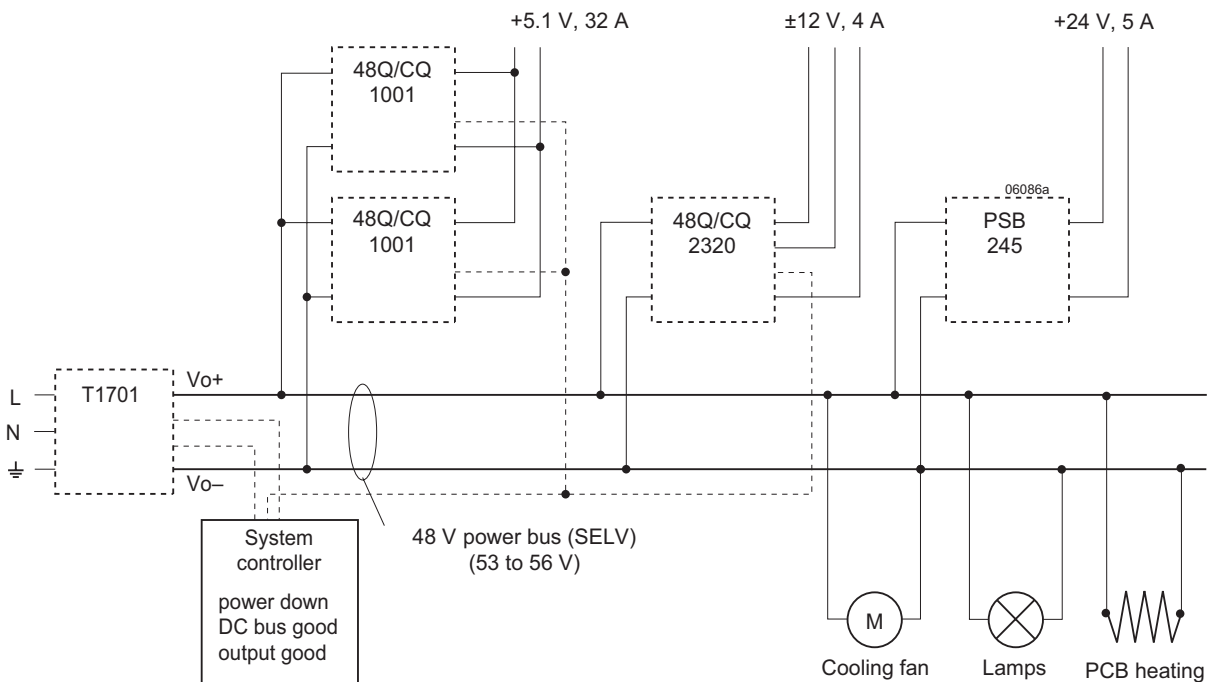 +5.1 V, 32 A
±12 V, 4 A
+24 V, 5 A
48Q/CQ
1001
48Q/CQ
1001
48Q/CQ
2320
06086a
PSB
245
L
N
T1701
Vo+
Vo–
48 V power bus (SELV)
(53 to 56 V)
System
controller
power down
DC bus good
output good
M
Cooling fan
Lamps
PCB heating